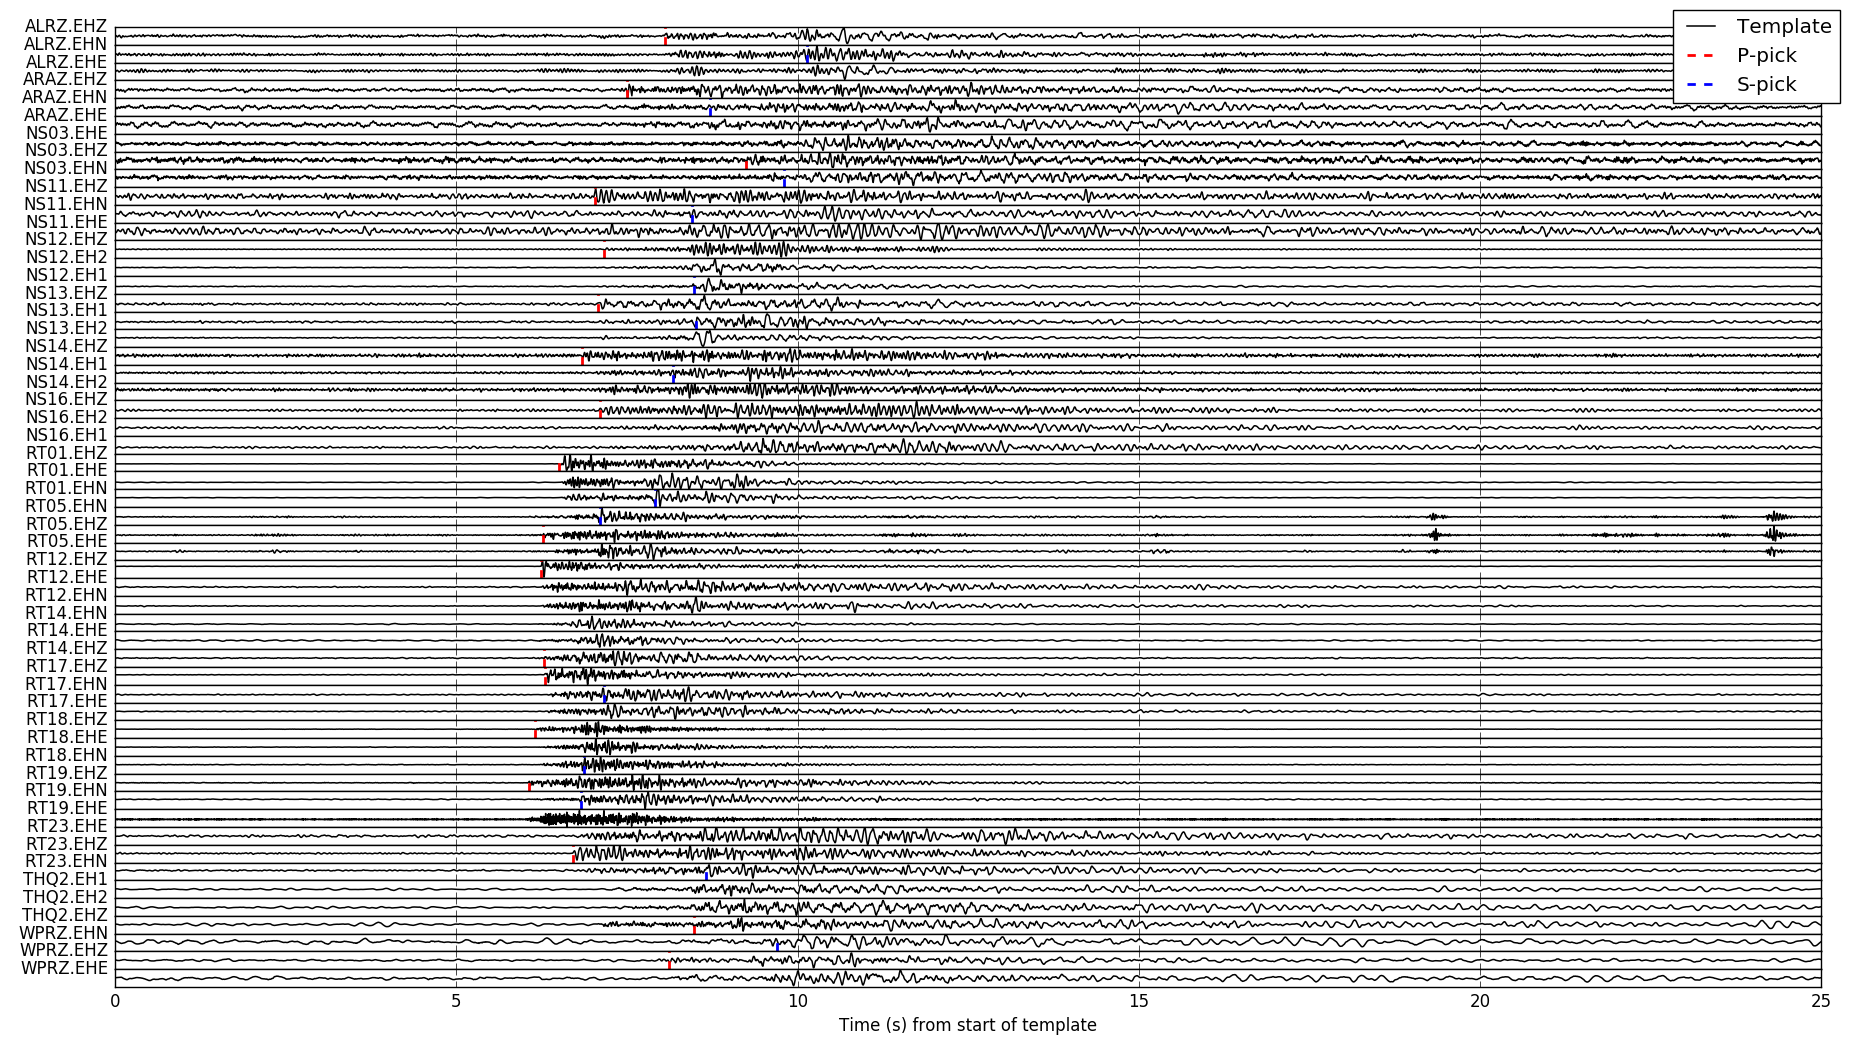 ALRZ.EHZ
ALRZ.EHN
ALRZ.EHE
ARAZ.EHZ
ARAZ.EHN
ARAZ.EHE
NS03.EHE
NS03.EHZ
NS03.EHN
NS11.EHZ
NS11.EHN
NS11.EHE
NS12.EHZ
NS12.EH2
NS12.EH1
NS13.EHZ
NS13.EH1
NS13.EH2
NS14.EHZ
NS14.EH1
NS14.EH2
NS16.EHZ
NS16.EH2
NS16.EH1
RT01.EHZ
RT01.EHE
RT01.EHN
RT05.EHN
RT05.EHZ
RT05.EHE
RT12.EHZ
RT12.EHE
RT12.EHN
RT14.EHN
RT14.EHE
RT14.EHZ
RT17.EHZ
RT17.EHN
RT17.EHE
RT18.EHZ
RT18.EHE
RT18.EHN
RT19.EHZ
RT19.EHN
RT19.EHE
RT23.EHE
RT23.EHZ
RT23.EHN
THQ2.EH1
THQ2.EH2
THQ2.EHZ
WPRZ.EHN
WPRZ.EHZ
WPRZ.EHE
Template
P-pick
S-pick
0 5 10 15 20 25
Time (s) from start of template